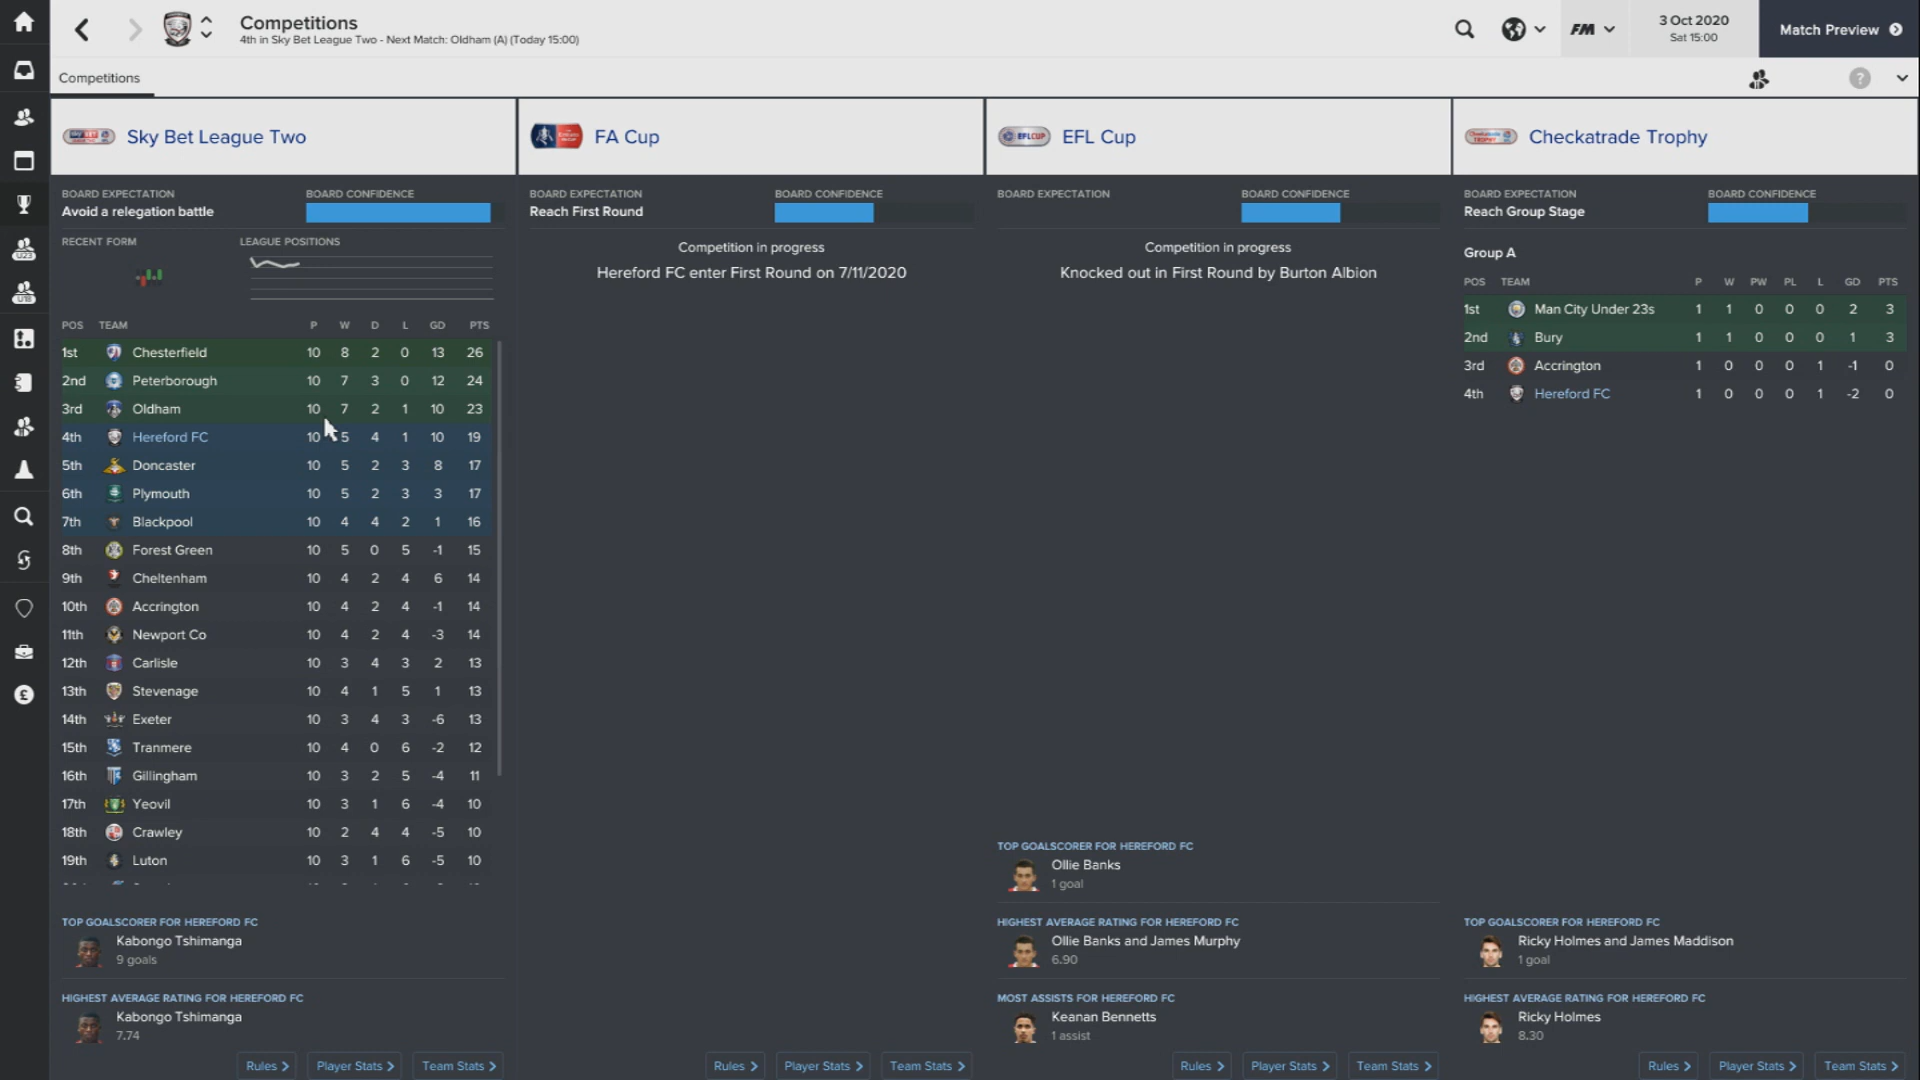 Competitions
4th in Sky Bet League Two - Next Match: Oldham (A) (Today 15:00)
FM
3 Oct 2020
Sat 15:00
Match Preview
Competitions
Sky Bet League Two
BOARD EXPECTATION BOARD CONFIDENCE
Avoid a relegation battle
RECENT FORM LEAGUE POSITIONS
POS TEAM P W D L GD PTS
1st Chesterfield 10 8 2 0 13 26
2nd Peterborough 10 7 3 0 12 24
3rd Oldham 10 7 2 1 10 23
4th Hereford FC 10 5 4 1 10 19
5th Doncaster 10 5 2 3 8 17
6th Plymouth 10 5 2 3 3 17
7th Blackpool 10 4 4 2 1 16
8th Forest Green 10 5 0 5 -1 15
9th Cheltenham 10 4 2 4 6 14
10th Accrington 10 4 2 4 -1 14
11th Newport Co 10 4 2 4 -3 14
12th Carlisle 10 3 4 3 2 13
13th Stevenage 10 4 1 5 1 13
14th Exeter 10 3 4 3 -6 13
15th Tranmere 10 4 0 6 -2 12
16th Gillingham 10 3 2 5 -4 11
17th Yeovil 10 3 1 6 -4 10
18th Crawley 10 2 4 4 -5 10
19th Luton 10 3 1 6 -5 10
TOP GOALSCORER FOR HEREFORD FC
Kabongo Tshimanga
9 goals
HIGHEST AVERAGE RATING FOR HEREFORD FC
Kabongo Tshimanga
7.74
Rules Player Stats Team Stats
FA Cup
BOARD EXPECTATION BOARD CONFIDENCE
Reach First Round
Competition in progress
Hereford FC enter First Round on 7/11/2020
Rules Player Stats Team Stats
EFL CUP
EFL Cup
BOARD EXPECTATION BOARD CONFIDENCE
Competition in progress
Knocked out in First Round by Burton Albion
TOP GOALSCORER FOR HEREFORD FC
Ollie Banks
1 goal
HIGHEST AVERAGE RATING FOR HEREFORD FC
Ollie Banks and James Murphy
6.90
MOST ASSISTS FOR HEREFORD FC
Keanan Bennetts
1 assist
Rules Player Stats Team Stats
Checkatrade Trophy
BOARD EXPECTATION BOARD CONFIDENCE
Reach Group Stage
Group A
POS TEAM P W PW PL L GD PTS
1st Man City Under 23s 1 1 0 0 0 2 3
2nd Bury 1 1 0 0 0 1 3
3rd Accrington 1 0 0 0 1 -1 0
4th Hereford FC 1 0 0 0 1 -2 0
TOP GOALSCORER FOR HEREFORD FC
Ricky Holmes and James Maddison
1 goal
HIGHEST AVERAGE RATING FOR HEREFORD FC
Ricky Holmes
8.30
Rules Player Stats Team Stats
U23
U18